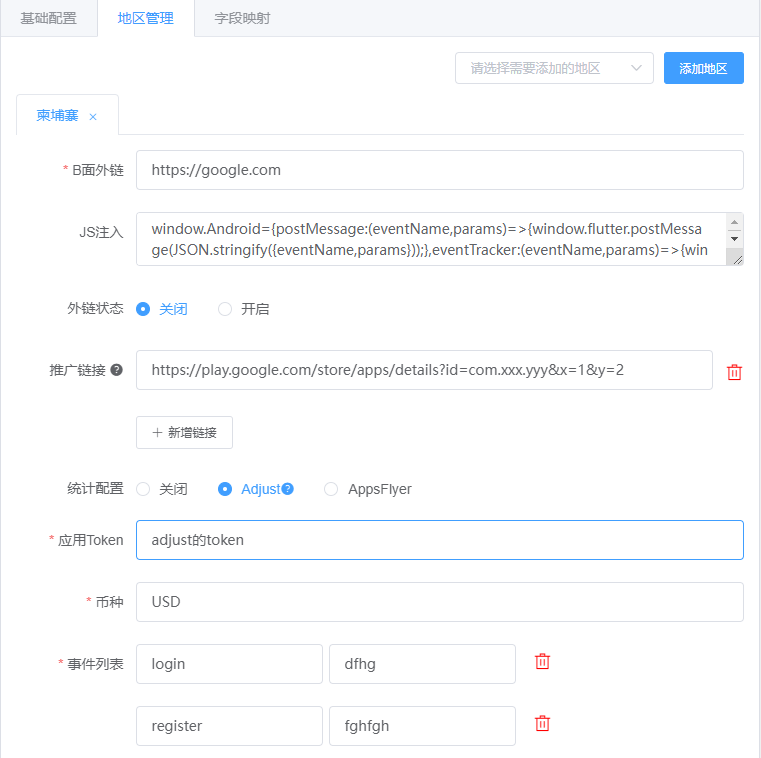 基础配置 地区管理 字段映射
请选择需要添加的地区 添加地区
柬埔寨 ×
* B面外链 https://google.com
JS注入 window.Android={postMessage:(eventName,params)=>{window.flutter.postMessa
ge(JSON.stringify({eventName,params}));},eventTracker:(eventName,params)=>{win
外链状态 关闭 开启
推广链接 ? https://play.google.com/store/apps/details?id=com.xxx.yyy&x=1&y=2
+ 新增链接
统计配置 关闭 Adjust ? AppsFlyer
* 应用Token adjust的token
* 币种 USD
* 事件列表 login dfhg
register fghfgh